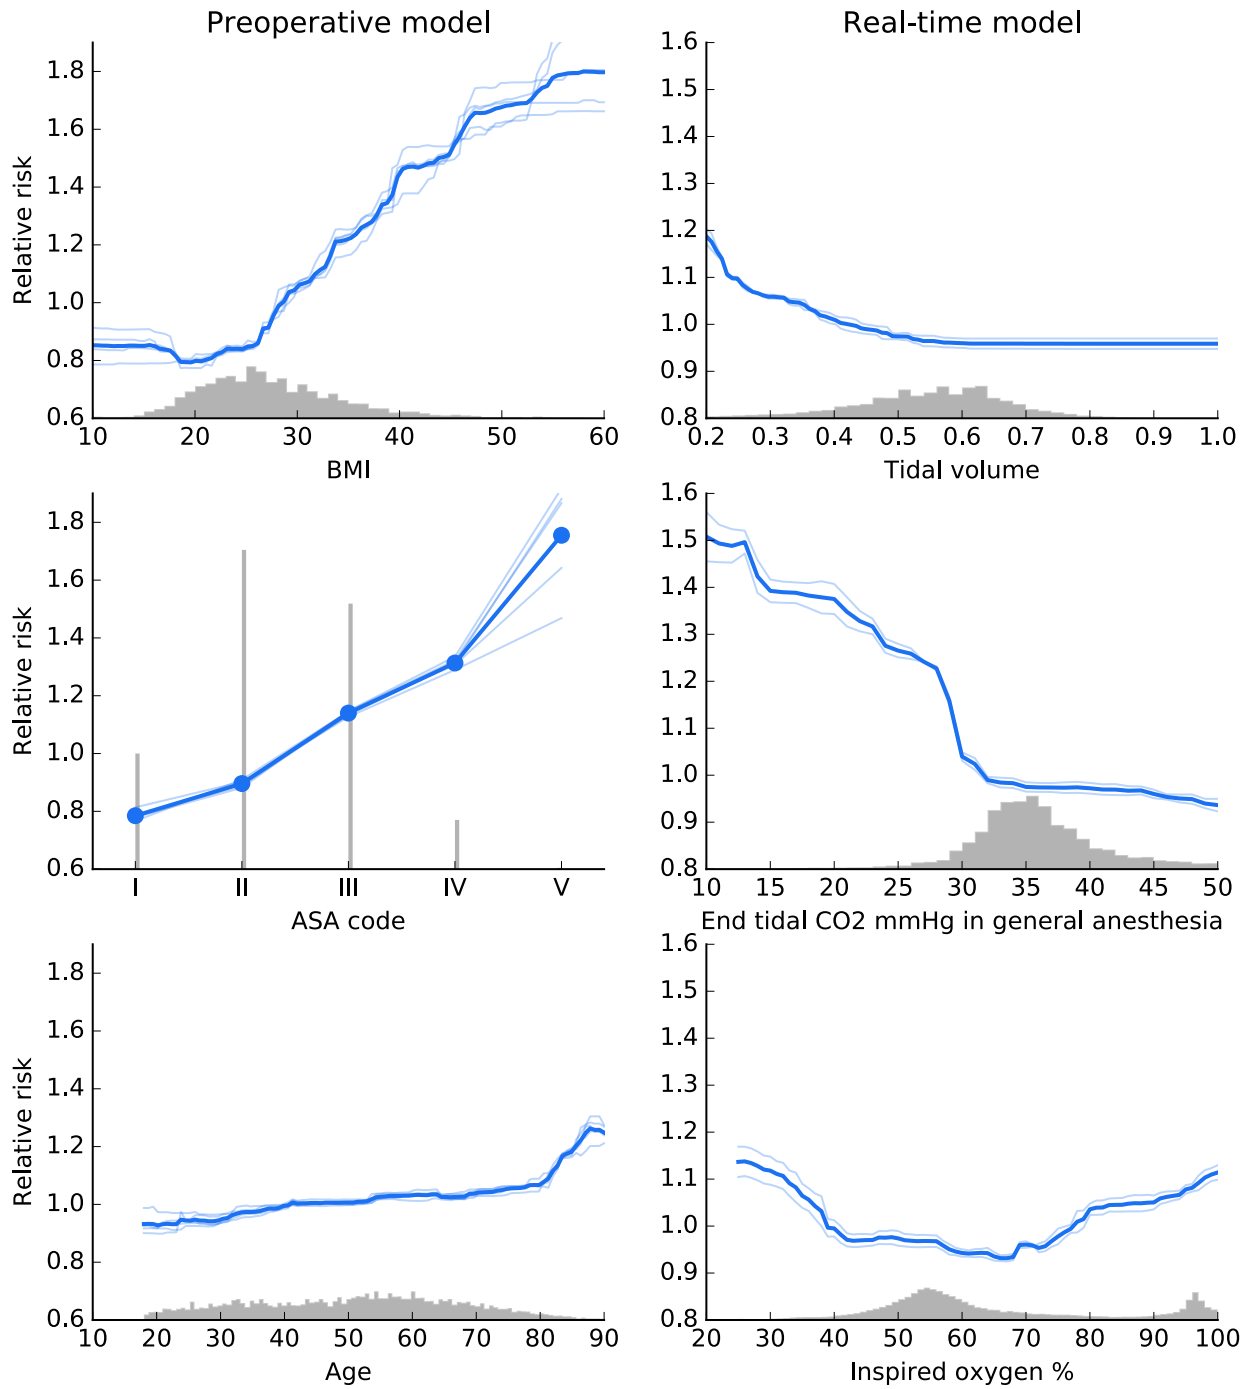 Preoperative model
Real-time model
Relative risk
1.8
1.6
1.4
1.2
1.0
0.8
0.6
10 20 30 40 50 60
BMI
1.6
1.5
1.4
1.3
1.2
1.1
1.0
0.9
0.8
0.2 0.3 0.4 0.5 0.6 0.7 0.8 0.9 1.0
Tidal volume
Relative risk
1.8
1.6
1.4
1.2
1.0
0.8
0.6
I II III IV V
ASA code
1.6
1.5
1.4
1.3
1.2
1.1
1.0
0.9
0.8
10 15 20 25 30 35 40 45 50
End tidal CO2 mmHg in general anesthesia
Relative risk
1.8
1.6
1.4
1.2
1.0
0.8
0.6
10 20 30 40 50 60 70 80 90
Age
1.6
1.5
1.4
1.3
1.2
1.1
1.0
0.9
0.8
20 30 40 50 60 70 80 90 100
Inspired oxygen %